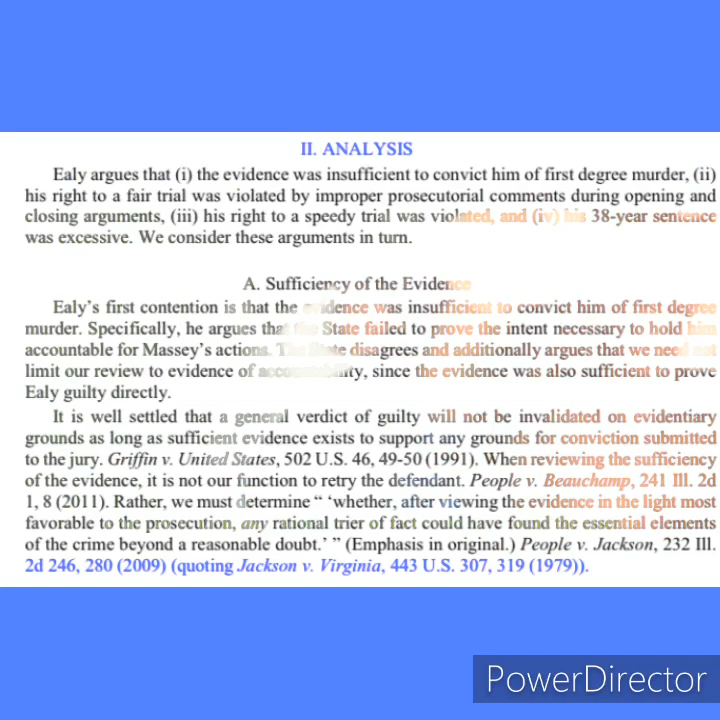 II. ANALYSIS
Ealy argues that (i) the evidence was insufficient to convict him of first degree murder, (ii)
his right to a fair trial was violated by improper prosecutorial comments during opening and
closing arguments, (iii) his right to a speedy trial was violated, and (iv) his 38-year sentence
was excessive. We consider these arguments in turn.
A. Sufficiency of the Evidence
Ealy's first contention is that the evidence was insufficient to convict him of first degree
murder. Specifically, he argues that the State failed to prove the intent necessary to hold him
accountable for Massey's actions. The State disagrees and additionally argues that we need not
limit our review to evidence of accountability, since the evidence was also sufficient to prove
Ealy guilty directly.
It is well settled that a general verdict of guilty will not be invalidated on evidentiary
grounds as long as sufficient evidence exists to support any grounds for conviction submitted
to the jury. Griffin v. United States, 502 U.S. 46, 49-50 (1991). When reviewing the sufficiency
of the evidence, it is not our function to retry the defendant. People v. Beauchamp, 241 Ill. 2d
1, 8 (2011). Rather, we must determine “ ‘whether, after viewing the evidence in the light most
favorable to the prosecution, any rational trier of fact could have found the essential elements
of the crime beyond a reasonable doubt.’ ” (Emphasis in original.) People v. Jackson, 232 Ill.
2d 246, 280 (2009) (quoting Jackson v. Virginia, 443 U.S. 307, 319 (1979)).
PowerDirector